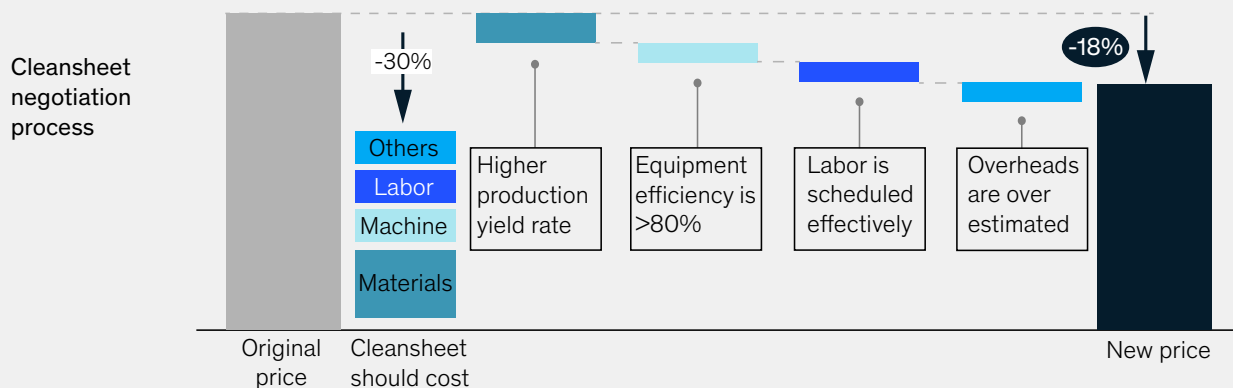 Cleansheet
negotiation
process
-30%
-18%
Others
Labor
Machine
Materials
Higher
production
yield rate
Equipment
efficiency is
>80%
Labor is
scheduled
effectively
Overheads
are over
estimated
Original
price
Cleansheet
should cost
New price